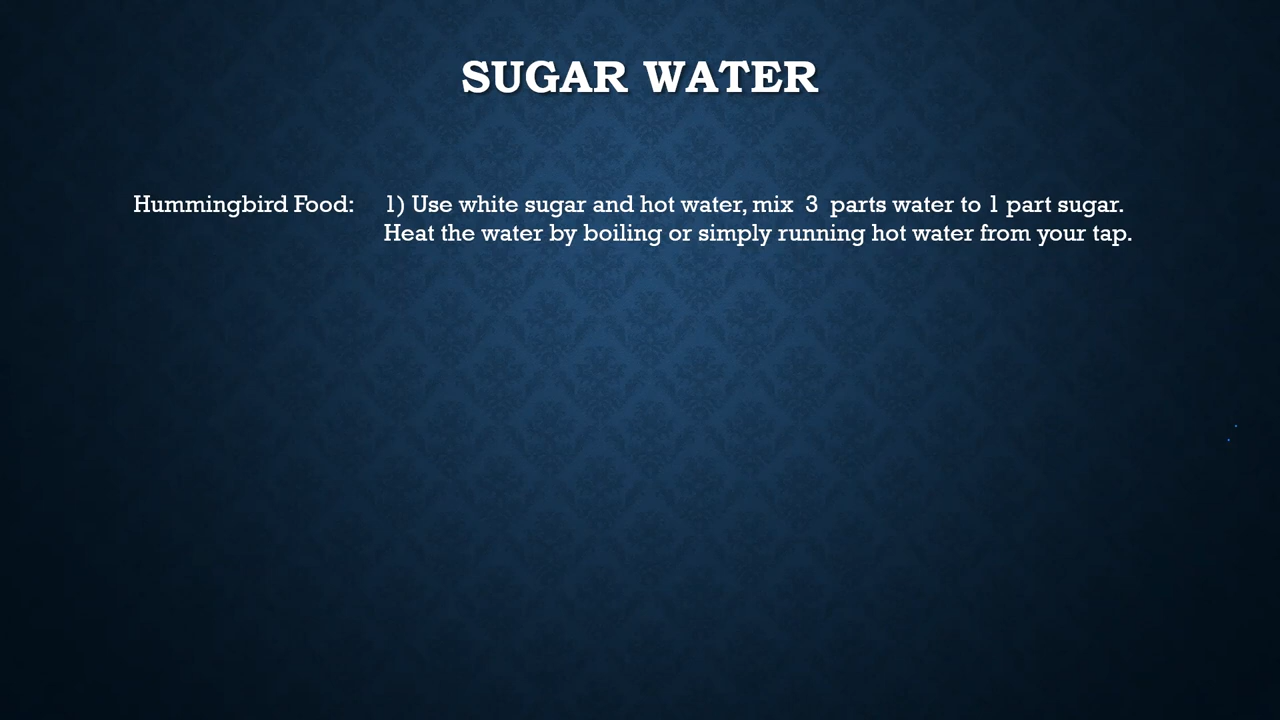 SUGAR WATER
Hummingbird Food: 1) Use white sugar and hot water, mix 3 parts water to 1 part sugar.
Heat the water by boiling or simply running hot water from your tap.